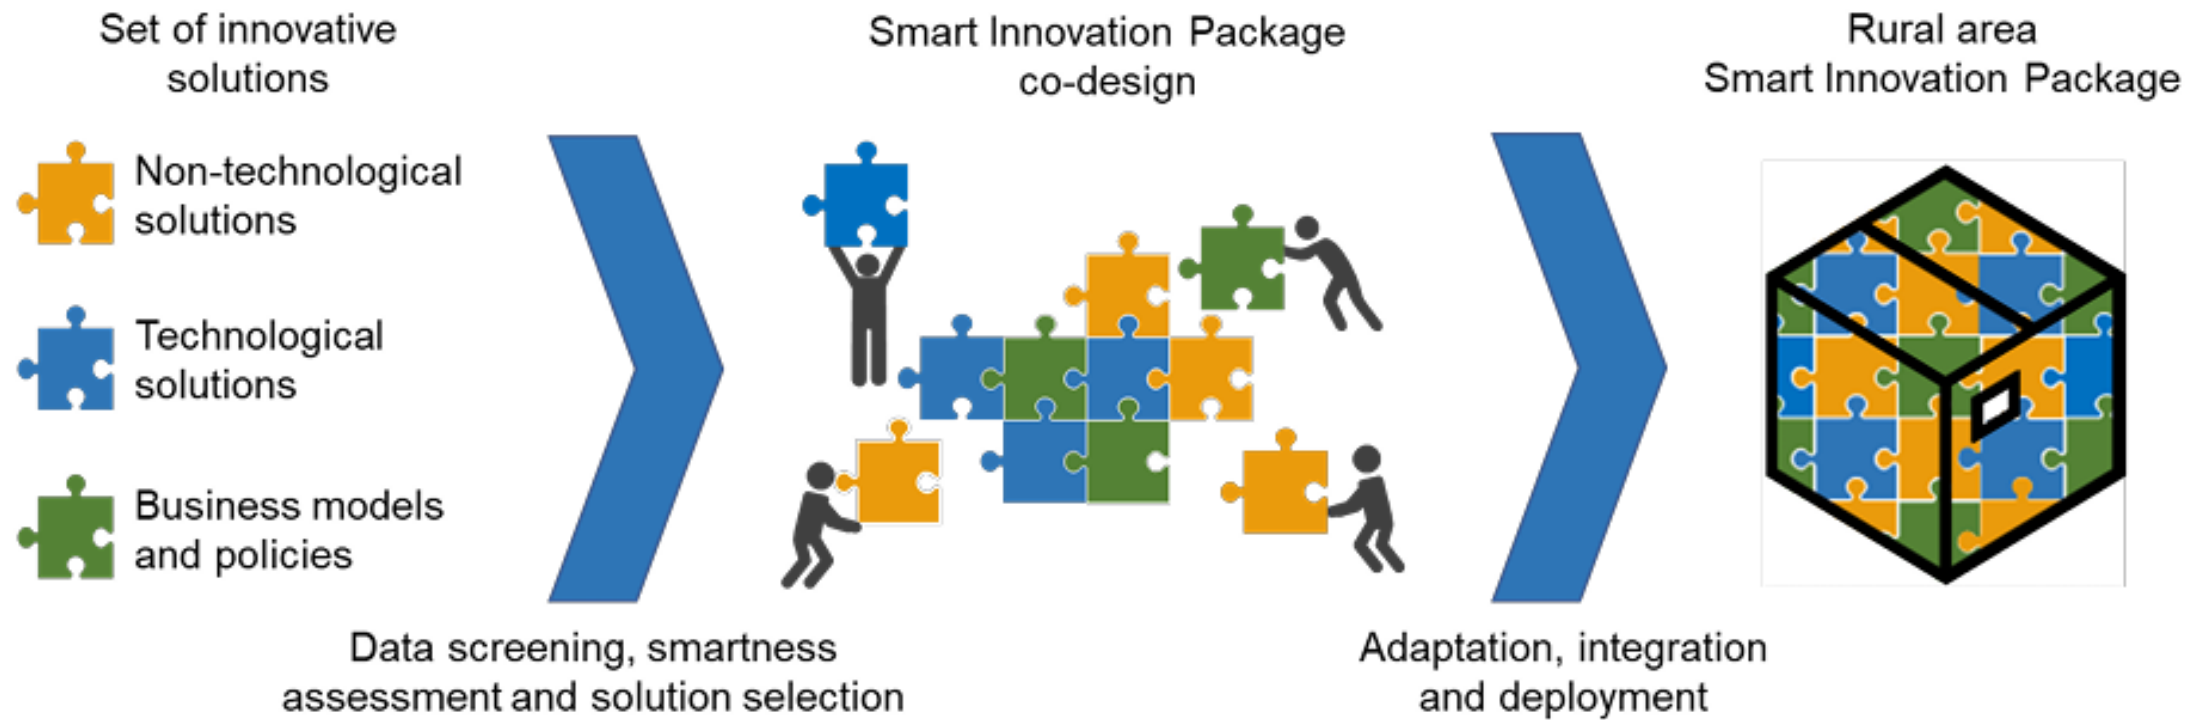 Set of innovative
solutions
Non-technological
solutions
Technological
solutions
Business models
and policies
Data screening, smartness
assessment and solution selection
Smart Innovation Package
co-design
Adaptation, integration
and deployment
Rural area
Smart Innovation Package